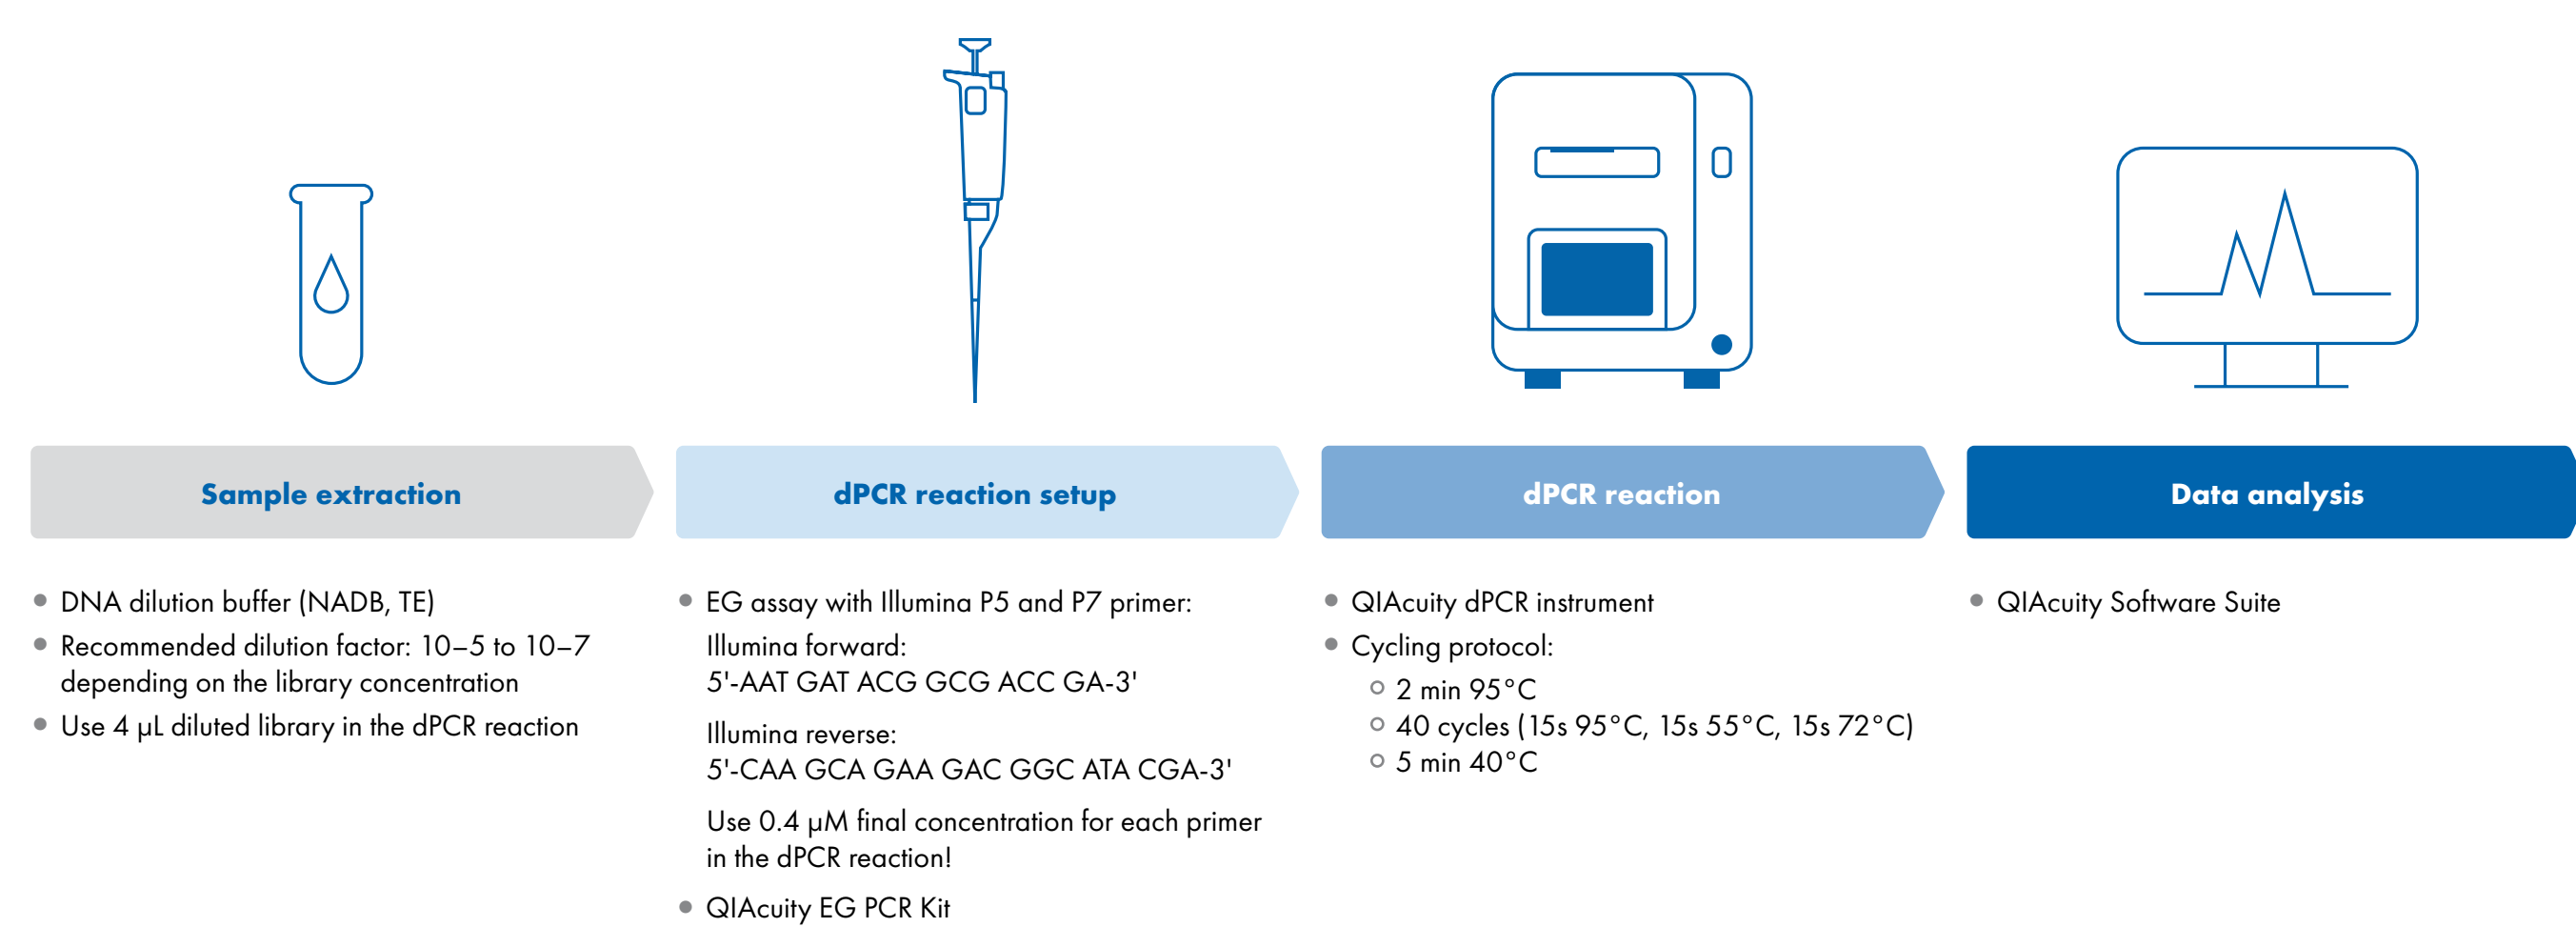 Sample extraction
DNA dilution buffer (NADB, TE)
Recommended dilution factor: 10–5 to 10–7
depending on the library concentration
Use 4 µL diluted library in the dPCR reaction
dPCR reaction setup
EG assay with Illumina P5 and P7 primer:
Illumina forward:
5'-AAT GAT ACG GCG ACC GA-3'
Illumina reverse:
5'-CAA GCA GAA GAC GGC ATA CGA-3'
Use 0.4 µM final concentration for each primer
in the dPCR reaction!
QIAcuity EG PCR Kit
dPCR reaction
QIAcuity dPCR instrument
Cycling protocol:
2 min 95°C
40 cycles (15s 95°C, 15s 55°C, 15s 72°C)
5 min 40°C
Data analysis
QIAcuity Software Suite